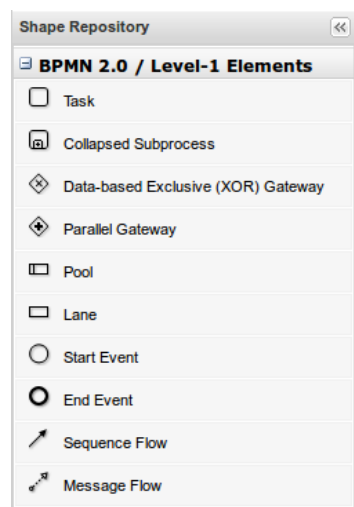 Shape Repository
BPMN 2.0 / Level-1 Elements
Task
Collapsed Subprocess
Data-based Exclusive (XOR) Gateway
Parallel Gateway
Pool
Lane
Start Event
End Event
Sequence Flow
Message Flow